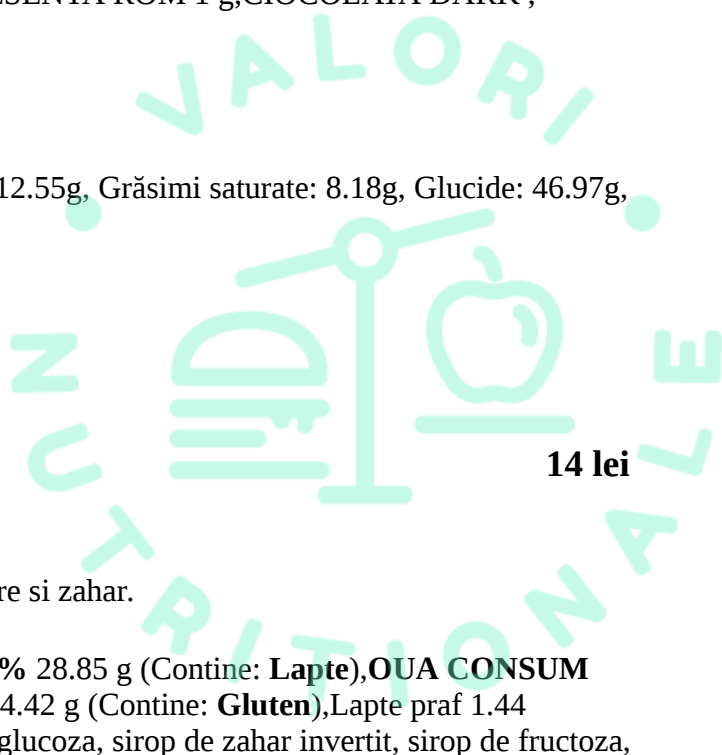 ESENTA ROM 1 g,CIOCOLATA DARK ,
12.55g, Grăsimi saturate: 8.18g, Glucide: 46.97g,
14 lei
re si zahar.
% 28.85 g (Contine: Lapte),OUA CONSUM
4.42 g (Contine: Gluten),Lapte praf 1.44
glucoza, sirop de zahar invertit, sirop de fructoza,
VALORI
NUTRITIONALE